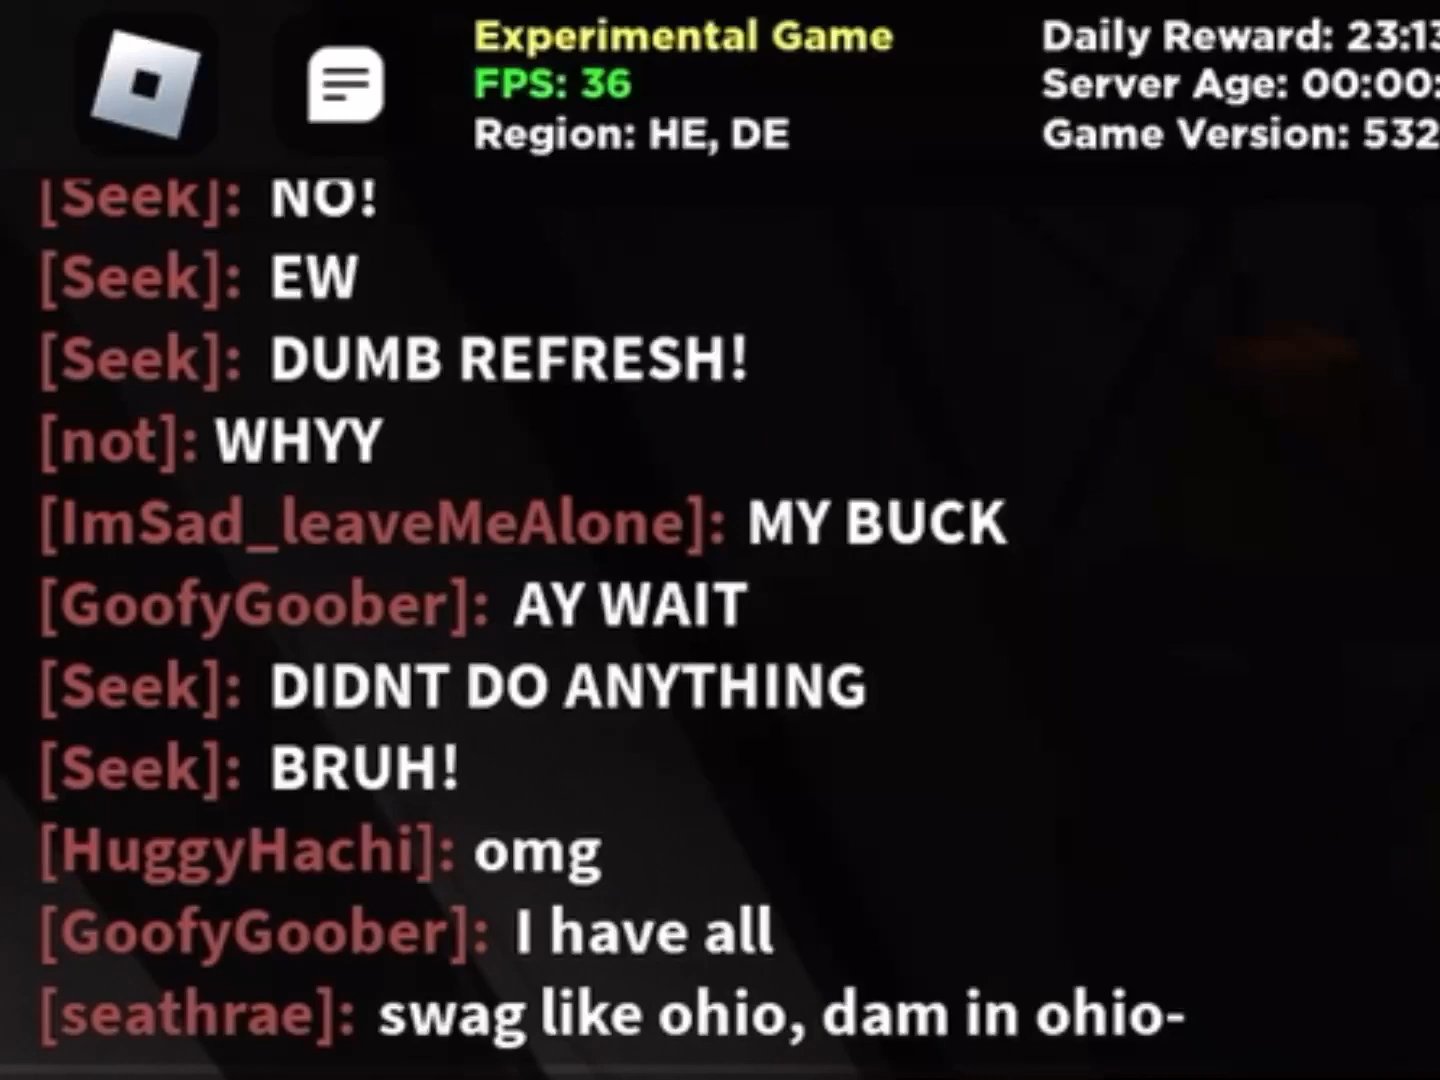 Experimental Game
FPS: 36
Region: HE, DE
Daily Reward: 23:13
Server Age: 00:00:
Game Version: 532
[Seek]: NO!
[Seek]: EW
[Seek]: DUMB REFRESH!
[not]: WHYY
[ImSad_leaveMeAlone]: MY BUCK
[GoofyGoober]: AY WAIT
[Seek]: DIDNT DO ANYTHING
[Seek]: BRUH!
[HuggyHachi]: omg
[GoofyGoober]: I have all
[seathrae]: swag like ohio, dam in ohio-